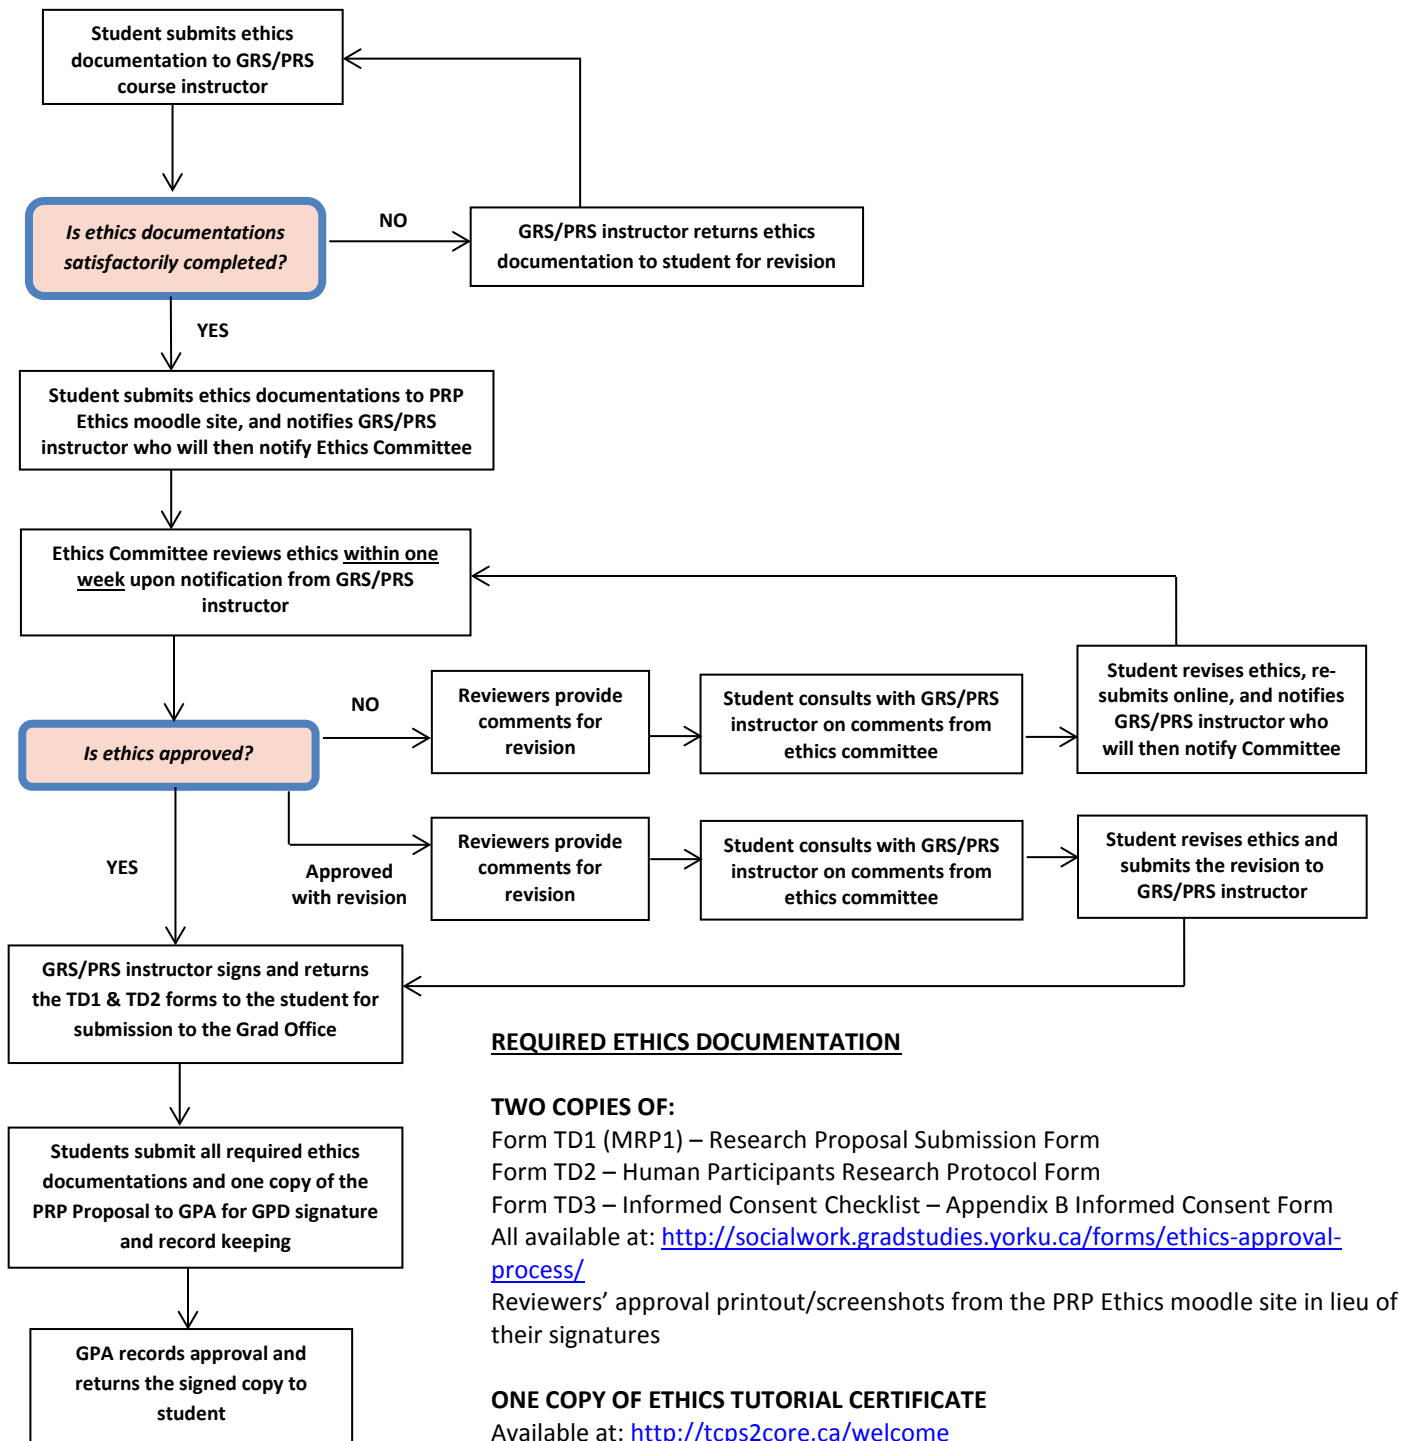 Student submits ethics
documentation to GRS/PRS
course instructor
Is ethics documentations
satisfactorily completed?
NO
GRS/PRS instructor returns ethics
documentation to student for revision
YES
Student submits ethics documentations to PRP
Ethics moodle site, and notifies GRS/PRS
instructor who will then notify Ethics Committee
Ethics Committee reviews ethics within one
week upon notification from GRS/PRS
instructor
Is ethics approved?
NO
Reviewers provide
comments for
revision
Student consults with GRS/PRS
instructor on comments from
ethics committee
Student revises ethics, re-
submits online, and notifies
GRS/PRS instructor who
will then notify Committee
YES
Approved
with revision
Reviewers provide
comments for
revision
Student consults with GRS/PRS
instructor on comments from
ethics committee
Student revises ethics and
submits the revision to
GRS/PRS instructor
GRS/PRS instructor signs and returns
the TD1 & TD2 forms to the student for
submission to the Grad Office
Students submit all required ethics
documentations and one copy of the
PRP Proposal to GPA for GPD signature
and record keeping
GPA records approval and
returns the signed copy to
student
REQUIRED ETHICS DOCUMENTATION
TWO COPIES OF:
Form TD1 (MRP1) – Research Proposal Submission Form
Form TD2 – Human Participants Research Protocol Form
Form TD3 – Informed Consent Checklist – Appendix B Informed Consent Form
All available at: http://socialwork.gradstudies.yorku.ca/forms/ethics-approval-
process/
Reviewers’ approval printout/screenshots from the PRP Ethics moodle site in lieu of
their signatures
ONE COPY OF ETHICS TUTORIAL CERTIFICATE
Available at: http://tcps2core.ca/welcome